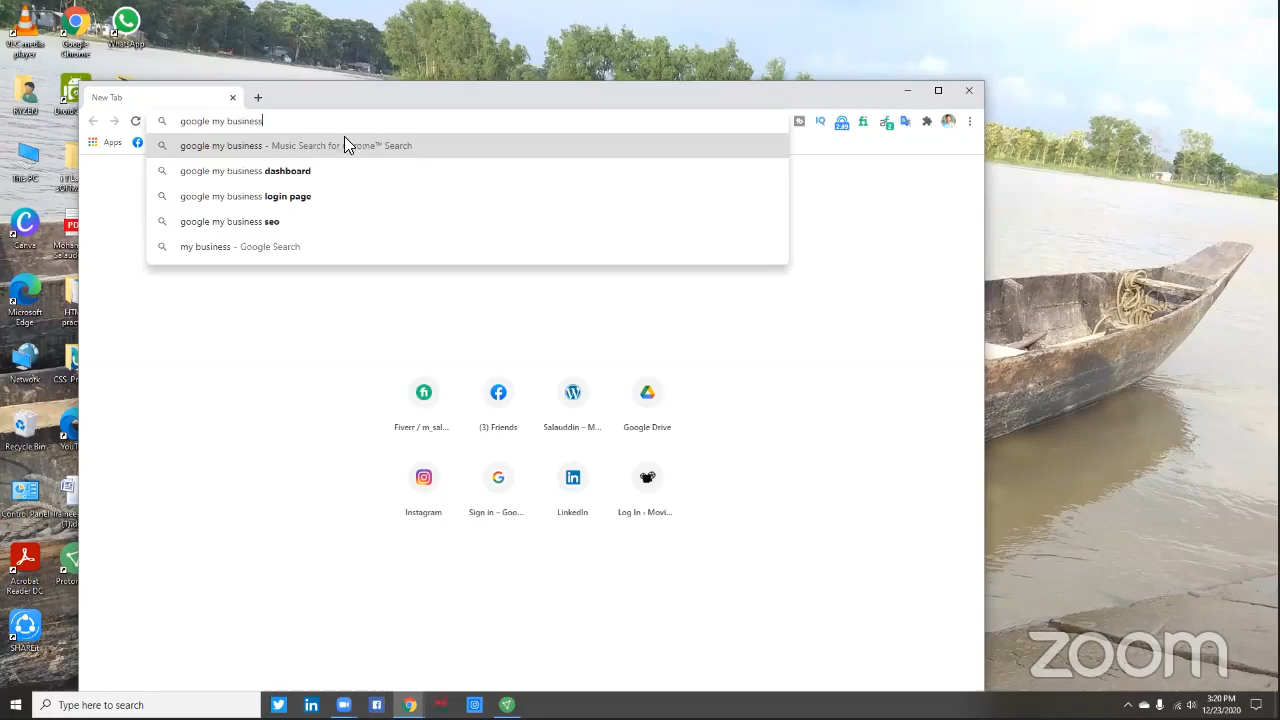 VLC media
player
Google
Chrome
WhatsApp
RYZEN
This PC
Canva
PDF
Microsoft
Edge
Network
Recycle Bin
Control Panel
Acrobat
Reader DC
SHAREit
New Tab
google my business
Apps
google my business - Music Search for
Search
google my business dashboard
google my business login page
google my business seo
my business - Google Search
Fiverr / m_sal...
(3) Friends
Salauddin – M...
Google Drive
Instagram
Sign in – Goo...
LinkedIn
Log In ‹ Movi...
zoom
Type here to search
3:20 PM
12/23/2020